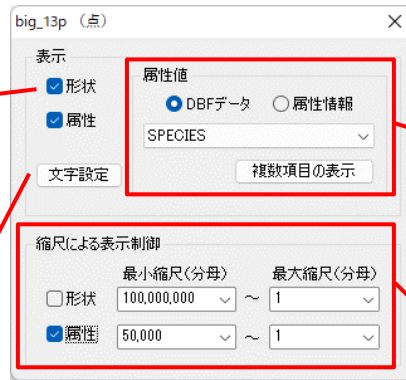 big_13p （点）
表示
形状
属性
文字設定
属性値
DBFデータ 属性情報
SPECIES
複数項目の表示
縮尺による表示制御
最小縮尺(分母) 最大縮尺(分母)
形状 100,000,000 ～ 1
属性 50,000 ～ 1